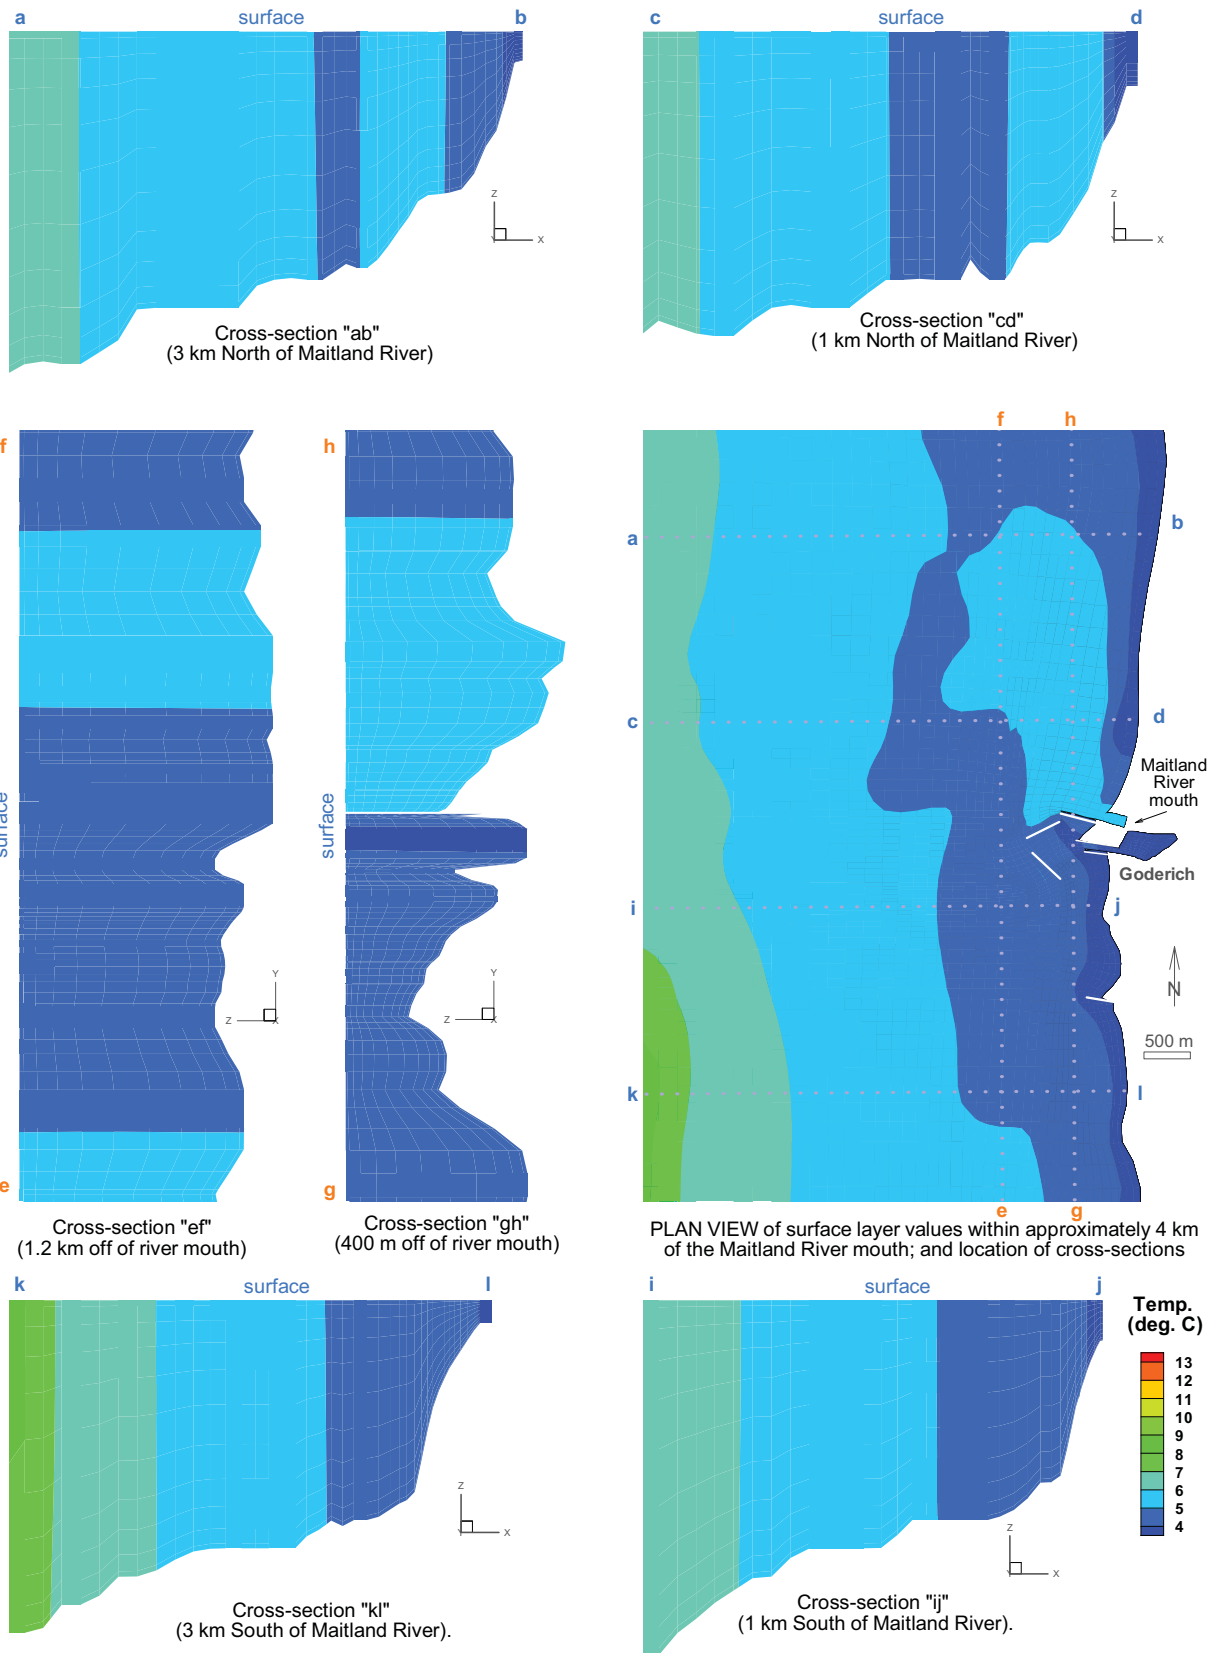 a
surface
b
c
surface
d
Z
Y
X
Z
Y
X
Cross-section "ab"
(3 km North of Maitland River)
Cross-section "cd"
(1 km North of Maitland River)
f
surface
e
Y
Z
X
Cross-section "ef"
(1.2 km off of river mouth)
h
surface
g
Y
Z
X
Cross-section "gh"
(400 m off of river mouth)
f
h
a
b
c
d
Maitland
River
mouth
Goderich
i
j
N
500 m
k
l
e
g
PLAN VIEW of surface layer values within approximately 4 km
of the Maitland River mouth; and location of cross-sections
k
surface
l
Z
Y
X
Cross-section "kl"
(3 km South of Maitland River).
i
surface
j
Z
Y
X
Cross-section "ij"
(1 km South of Maitland River).
Temp.
(deg. C)
13
12
11
10
9
8
7
6
5
4